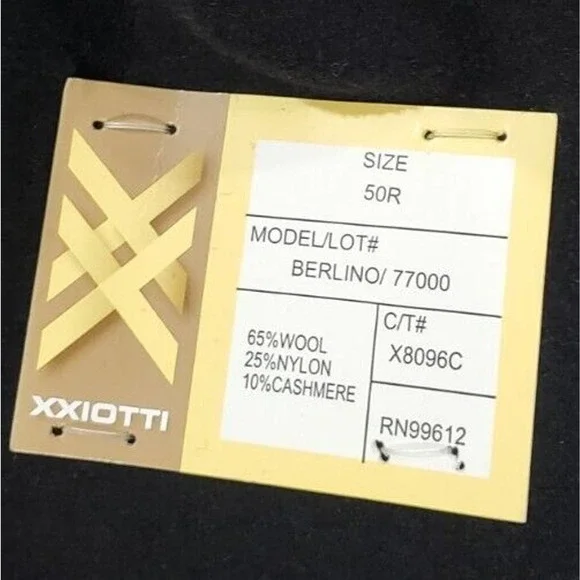 SIZE
50R
MODEL/LOT#
BERLINO/ 77000
65%WOOL
25%NYLON
10%CASHMERE
C/T#
X8096C
RN99612
XXIOTTI